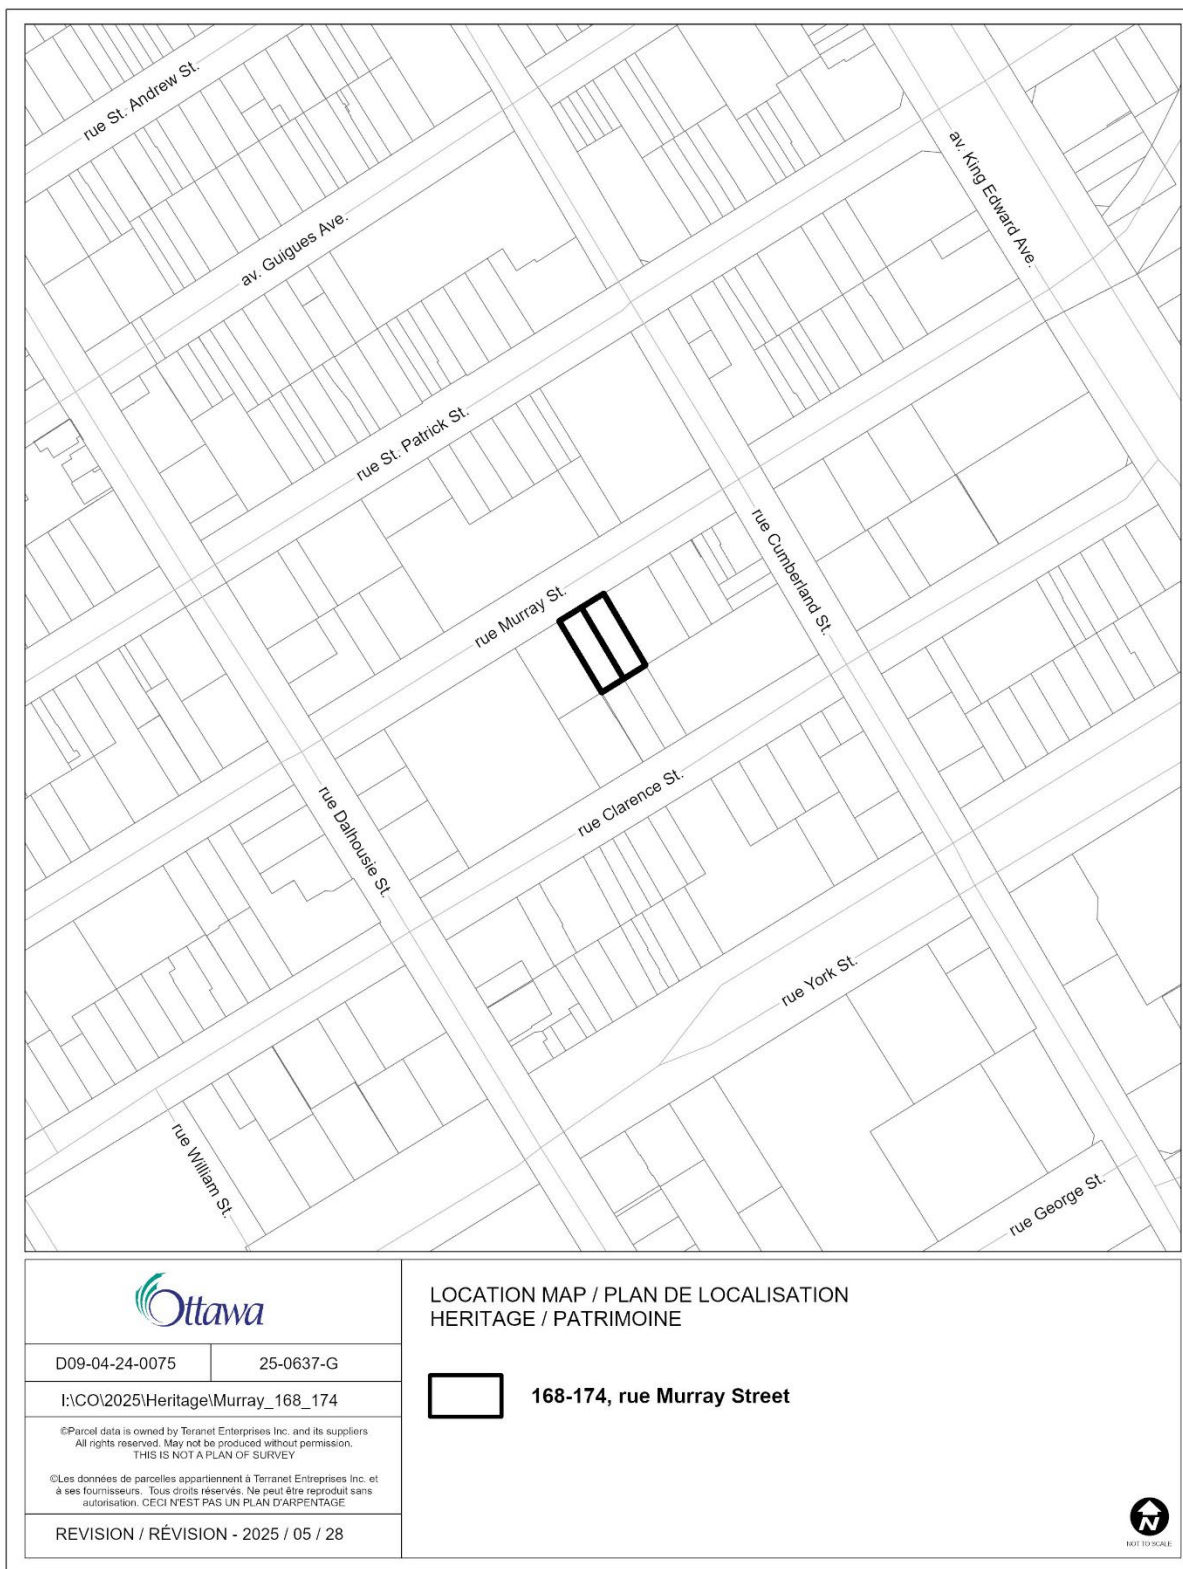 rue St. Andrew St.
av. King Edward Ave.
av. Guigues Ave.
rue St. Patrick St.
rue Cumberland St.
rue Murray St.
rue Clarence St.
rue Dalhousie St.
rue York St.
rue William St.
rue George St.
Ottawa
D09-04-24-0075
25-0637-G
I:\CO\2025\Heritage\Murray_168_174
©Parcel data is owned by Teranet Enterprises Inc. and its suppliers
All rights reserved. May not be produced without permission.
THIS IS NOT A PLAN OF SURVEY
©Les données de parcelles appartiennent à Terranet Entreprises Inc. et
à ses fournisseurs. Tous droits réservés. Ne peut être reproduit sans
autorisation. CECI N'EST PAS UN PLAN D'ARPENTAGE
REVISION / RÉVISION - 2025 / 05 / 28
LOCATION MAP / PLAN DE LOCALISATION
HERITAGE / PATRIMOINE
168-174, rue Murray Street
N
NOT TO SCALE